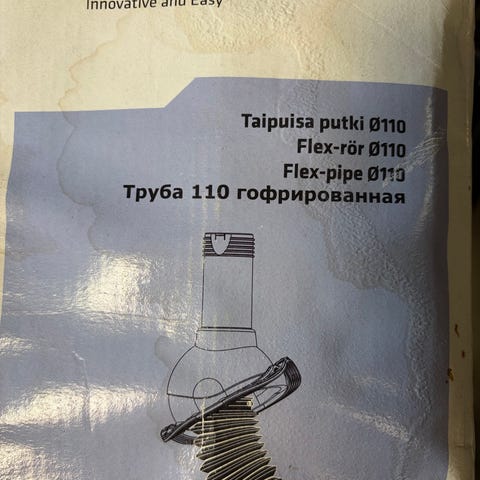 Innovative and Easy
Taipuisa putki Ø110
Flex-rör Ø110
Flex-pipe Ø110
Труба 110 гофрированная